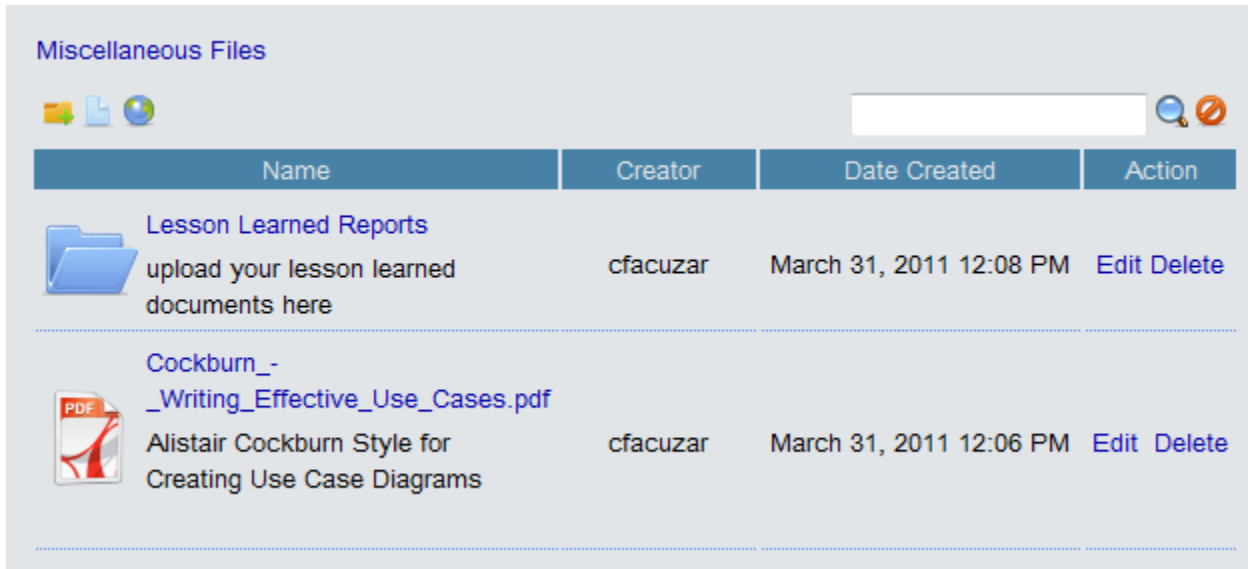 Miscellaneous Files
Name Creator Date Created Action
Lesson Learned Reports
upload your lesson learned
documents here
cfacuzar March 31, 2011 12:08 PM Edit Delete
Cockburn_-
_Writing_Effective_Use_Cases.pdf
PDF
Alistair Cockburn Style for
Creating Use Case Diagrams
cfacuzar March 31, 2011 12:06 PM Edit Delete